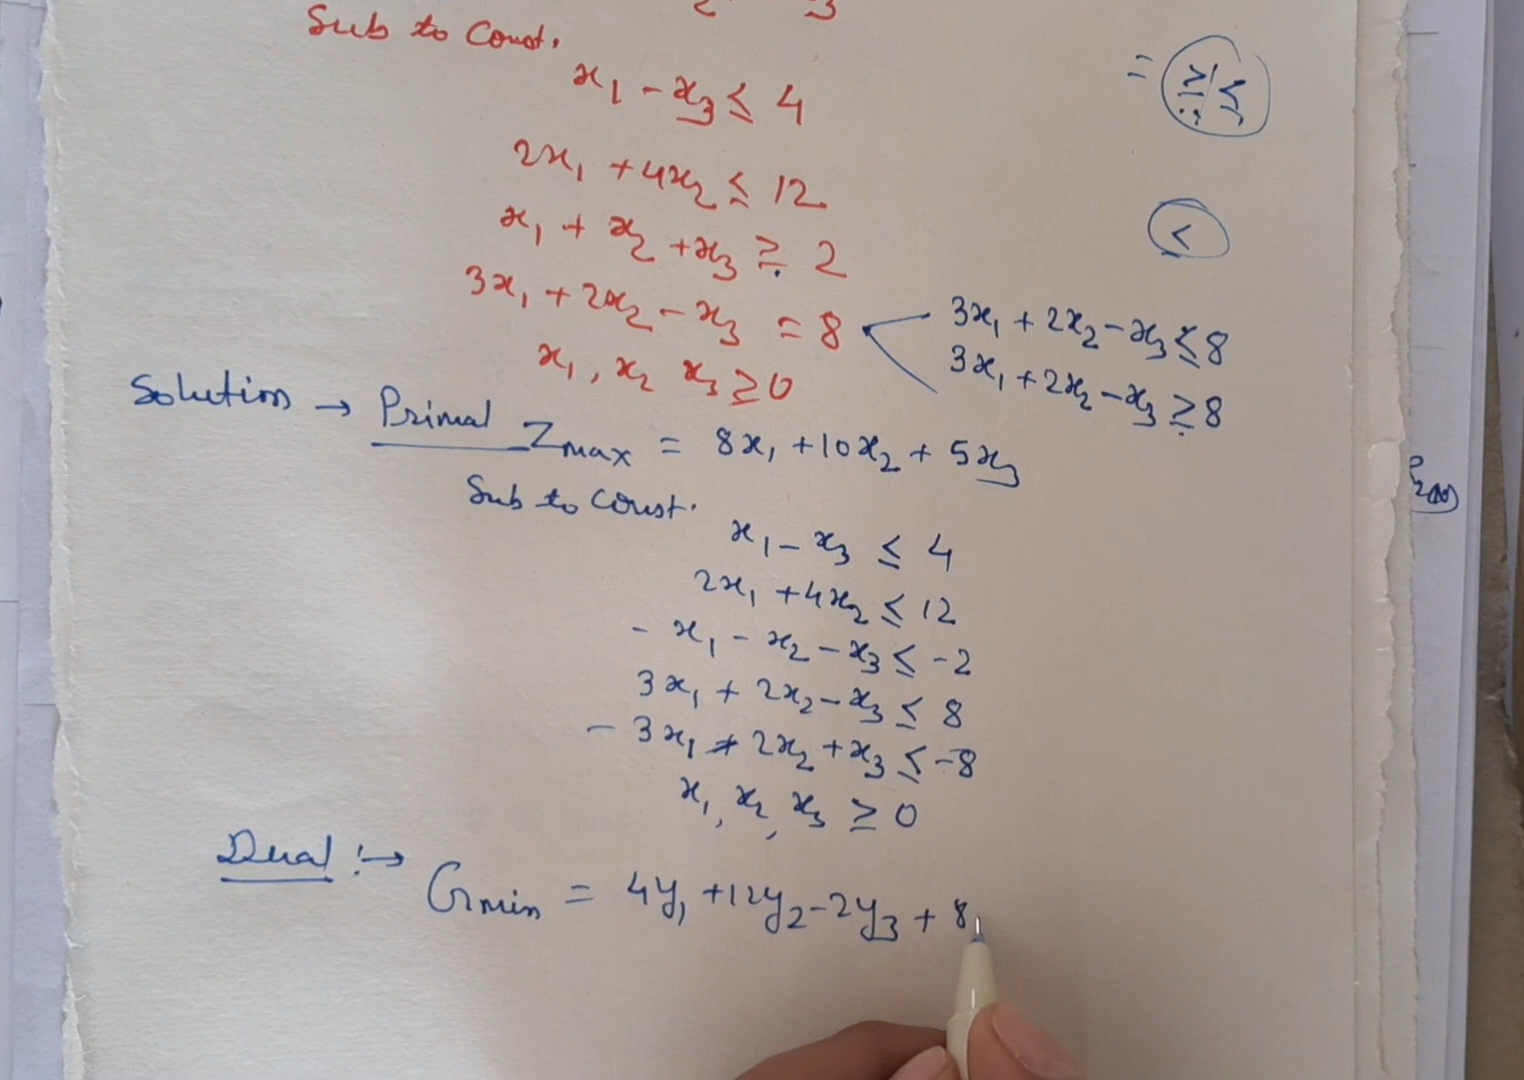 Sub to Const.
x₁ - x₃ ≤ 4
2x₁ + 4x₂ ≤ 12
x₁ + x₂ + x₃ ≥ 2
3x₁ + 2x₂ - x₃ = 8
x₁, x₂ x₃ ≥ 0
= ≥/≤
<
3x₁ + 2x₂ - x₃ ≤ 8
3x₁ + 2x₂ - x₃ ≥ 8
Solution → Primal Zmax = 8x₁ + 10x₂ + 5x₃
Sub to Const.
x₁ - x₃ ≤ 4
2x₁ + 4x₂ ≤ 12
- x₁ - x₂ - x₃ ≤ -2
3x₁ + 2x₂ - x₃ ≤ 8
- 3x₁ - 2x₂ + x₃ ≤ -8
x₁, x₂, x₃ ≥ 0
Dual :→ Gmin = 4y₁ + 12y₂ - 2y₃ + 8